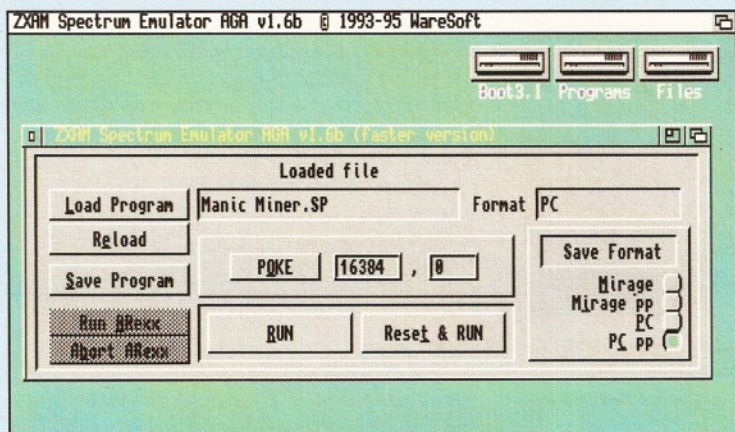 ZXAM Spectrum Emulator AGA v1.6b © 1993-95 WareSoft
Boot3.1 Programs Files
ZXAM Spectrum Emulator AGA v1.6b (faster version)
Loaded file
Load Program Manic Miner.SP Format PC
Reload
Save Program
POKE 16384 , 0
Save Format
Mirage
Mirage pp
PC
PC pp
Run ARexx
Abort ARexx
RUN Reset & RUN